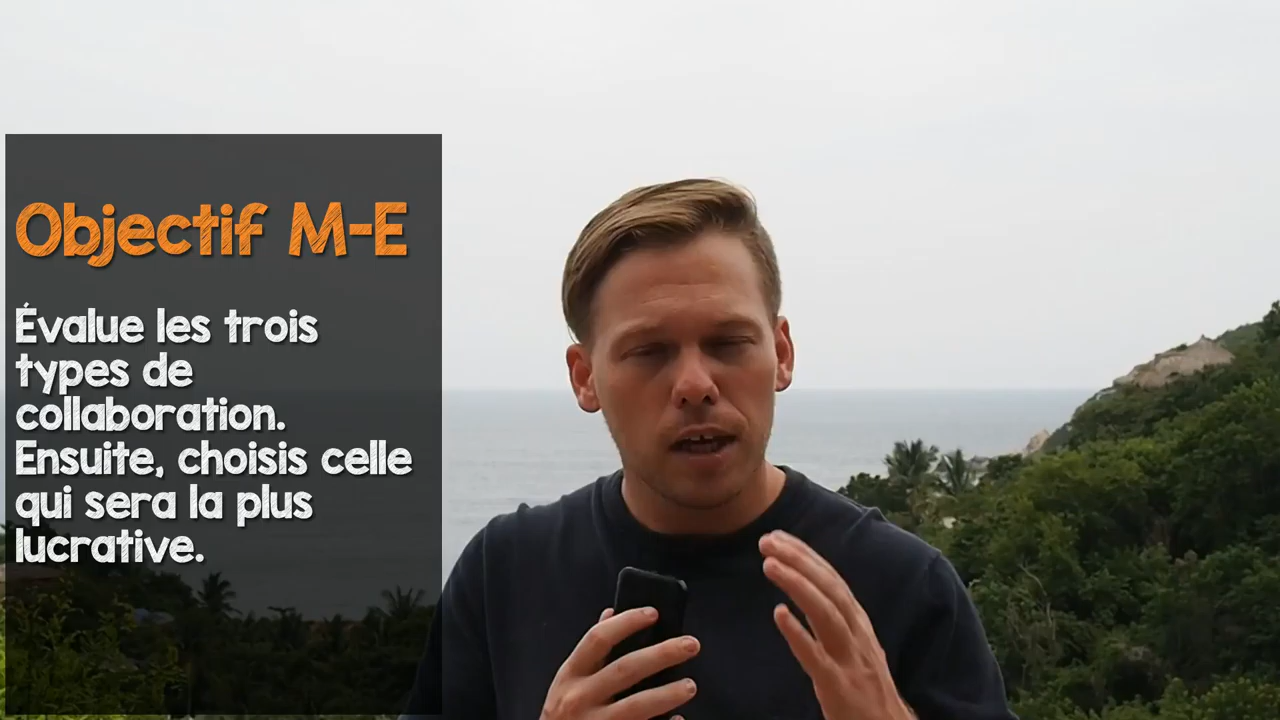 Objectif M-E
Évalue les trois
types de
collaboration.
Ensuite, choisis celle
qui sera la plus
lucrative.